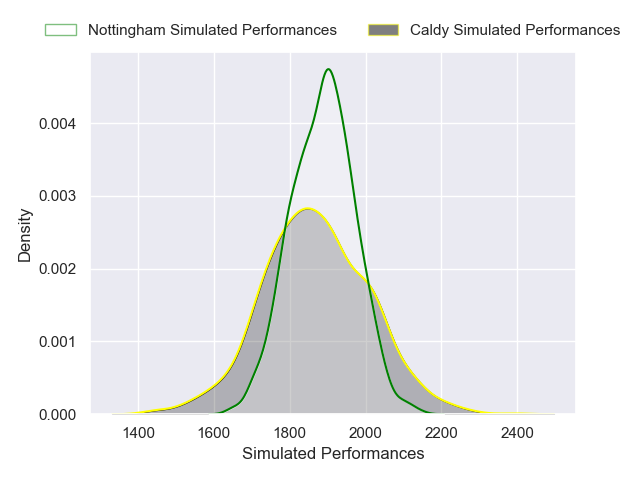 Nottingham Simulated Performances Caldy Simulated Performances
0.004
0.003
0.002
0.001
0.000
Density
1400 1600 1800 2000 2200 2400
Simulated Performances